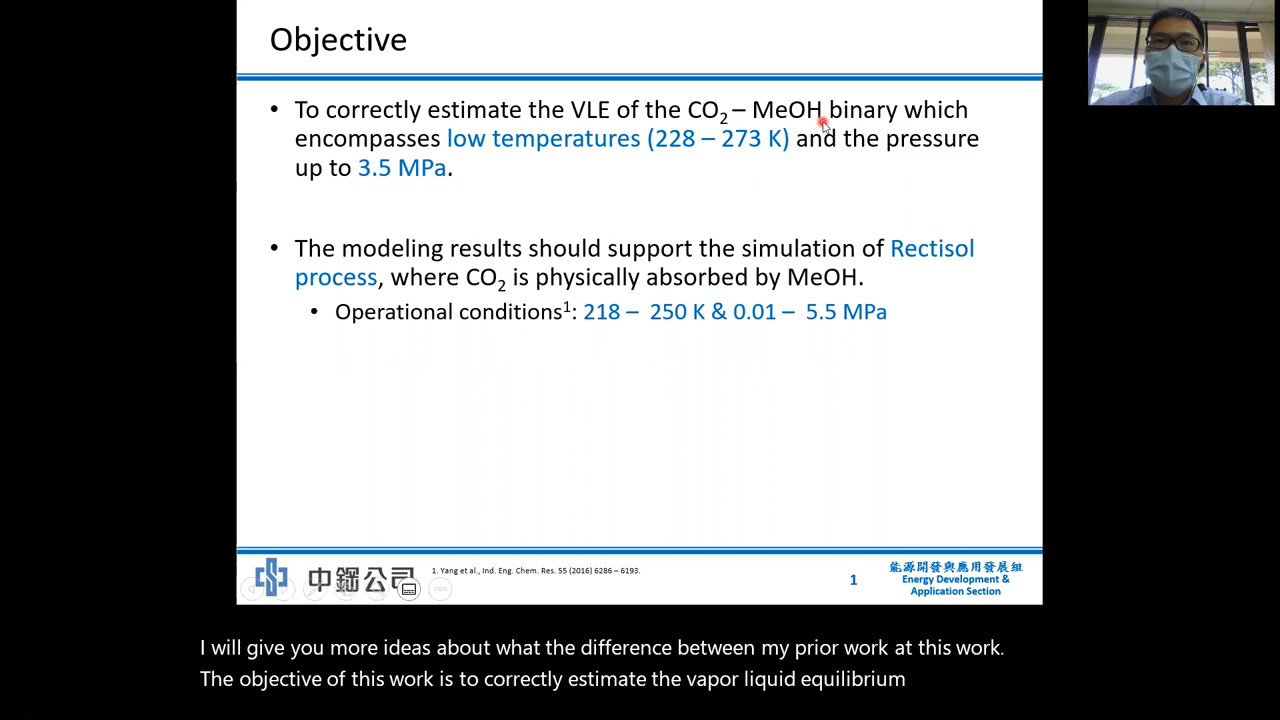 Objective
• To correctly estimate the VLE of the CO₂ – MeOH binary which
encompasses low temperatures (228 – 273 K) and the pressure
up to 3.5 MPa.
• The modeling results should support the simulation of Rectisol
process, where CO₂ is physically absorbed by MeOH.
• Operational conditions¹: 218 – 250 K & 0.01 – 5.5 MPa
中鋼公司
1. Yang et al., Ind. Eng. Chem. Res. 55 (2016) 6286 – 6193.
1
能源開發與應用發展組
Energy Development &
Application Section
I will give you more ideas about what the difference between my prior work at this work.
The objective of this work is to correctly estimate the vapor liquid equilibrium